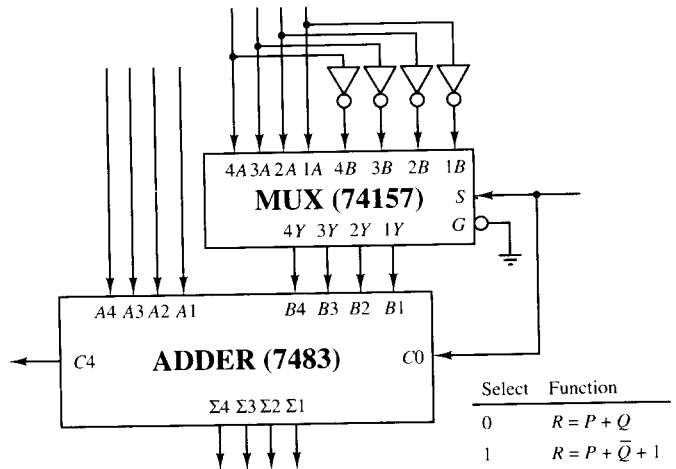 4A 3A 2A 1A 4B 3B 2B 1B
MUX (74157)
S
G
4Y 3Y 2Y 1Y
A4 A3 A2 A1 B4 B3 B2 B1
C4 ADDER (7483) C0
Σ4 Σ3 Σ2 Σ1
Select Function
0 R = P + Q
1 R = P + Q̅ + 1